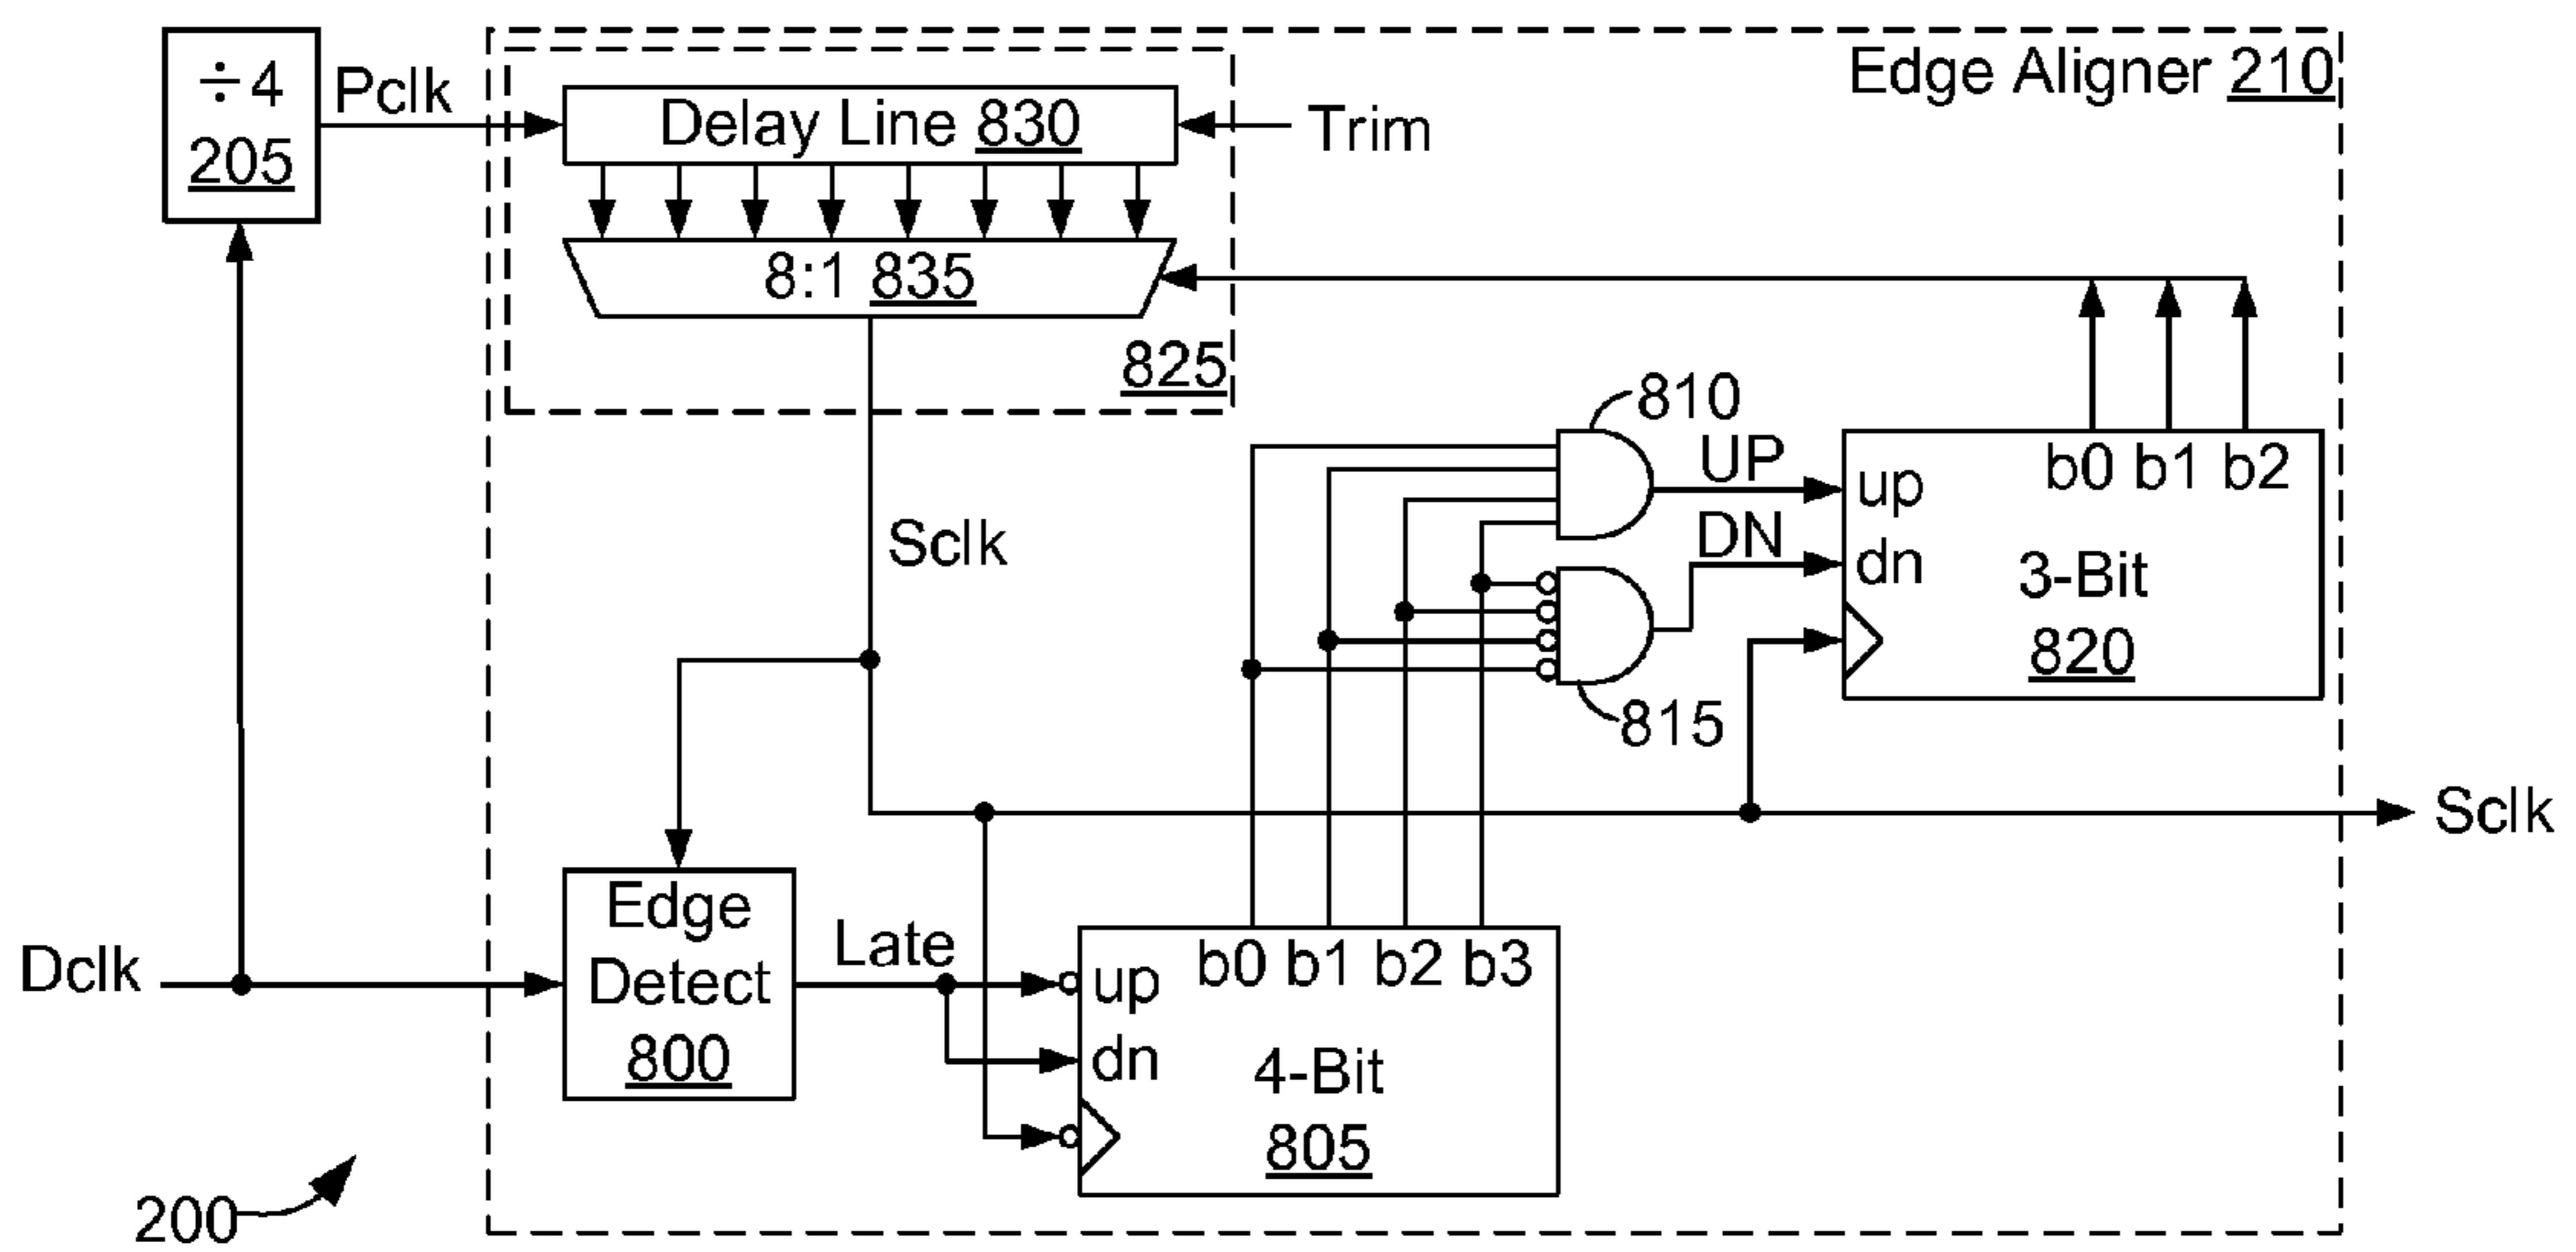 ÷4
205
Pclk
Delay Line 830
Trim
Edge Aligner 210
8:1 835
825
810
UP
DN
815
up
dn
b0 b1 b2
3-Bit
820
Sclk
Sclk
Dclk
Edge
Detect
800
Late
up
dn
b0 b1 b2 b3
4-Bit
805
200